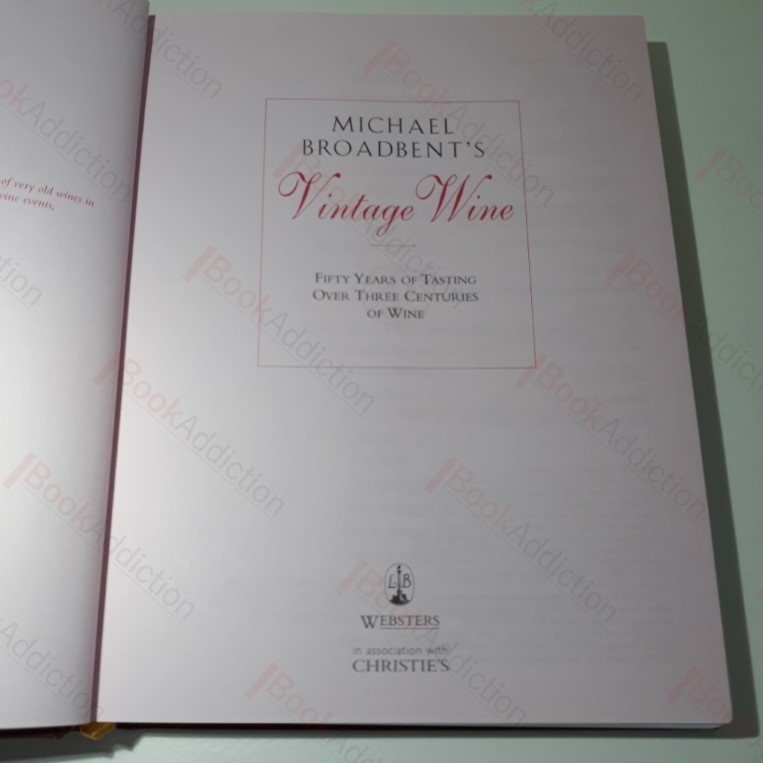 of very old wines in
wine events,
MICHAEL
BROADBENT'S
Vintage Wine
FIFTY YEARS OF TASTING
OVER THREE CENTURIES
OF WINE
L B
WEBSTERS
in association with
CHRISTIE'S
BookAddiction